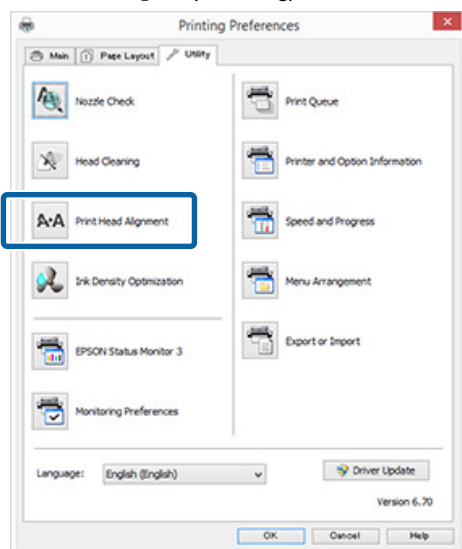 Printing Preferences
Main
Page Layout
Utility
Nozzle Check
Print Queue
Head Cleaning
Printer and Option Information
A·A Print Head Alignment
Speed and Progress
Ink Density Optimization
Menu Arrangement
EPSON Status Monitor 3
Export or Import
Monitoring Preferences
Language: English (English)
Driver Update
Version 6.70
OK Cancel Help